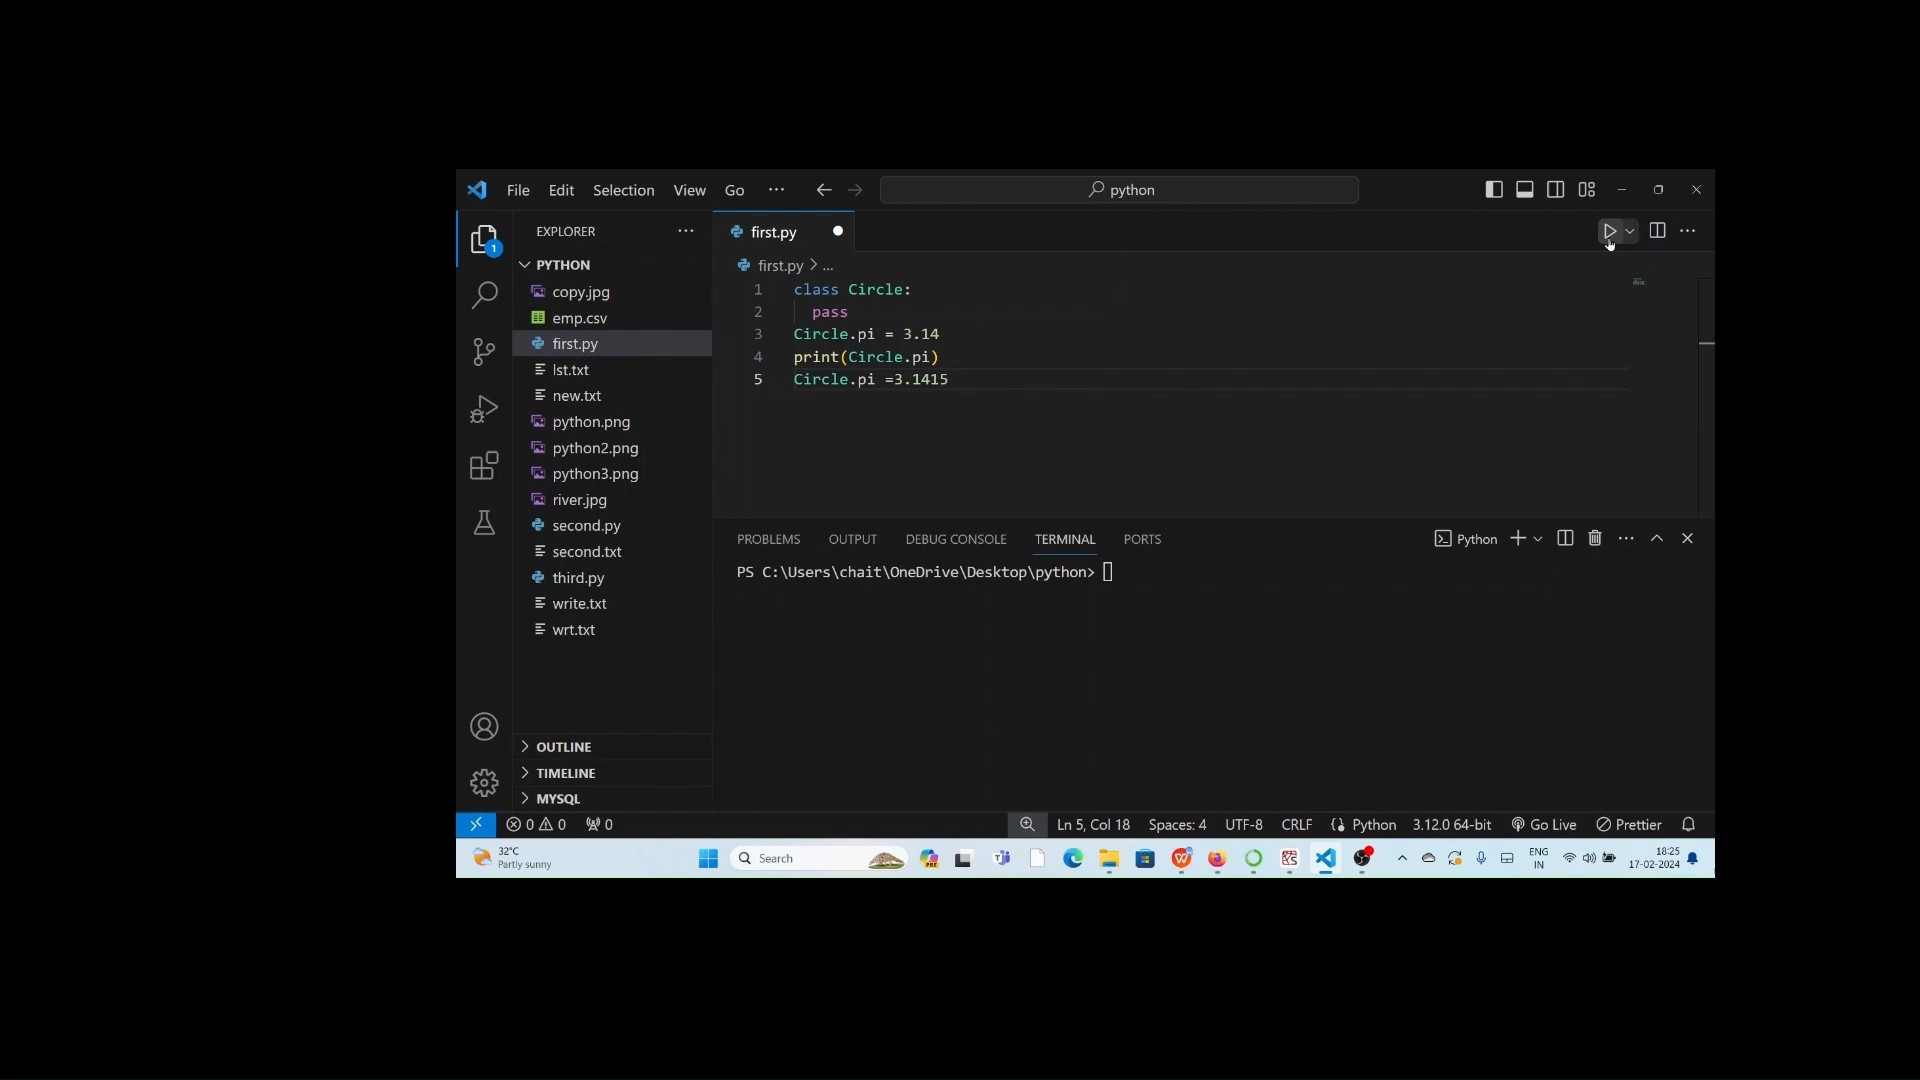 File Edit Selection View Go ··· python
EXPLORER ···
first.py
1
PYTHON
first.py > ...
copy.jpg
emp.csv
first.py
lst.txt
new.txt
python.png
python2.png
python3.png
river.jpg
second.py
second.txt
third.py
write.txt
wrt.txt
OUTLINE
TIMELINE
MYSQL
1 class Circle:
2 pass
3 Circle.pi = 3.14
4 print(Circle.pi)
5 Circle.pi =3.1415
PROBLEMS OUTPUT DEBUG CONSOLE TERMINAL PORTS Python
PS C:\Users\chait\OneDrive\Desktop\python>
0 0 0 Ln 5, Col 18 Spaces: 4 UTF-8 CRLF Python 3.12.0 64-bit Go Live Prettier
32°C
Partly sunny
Search
PRE
ENG
IN
18:25
17-02-2024